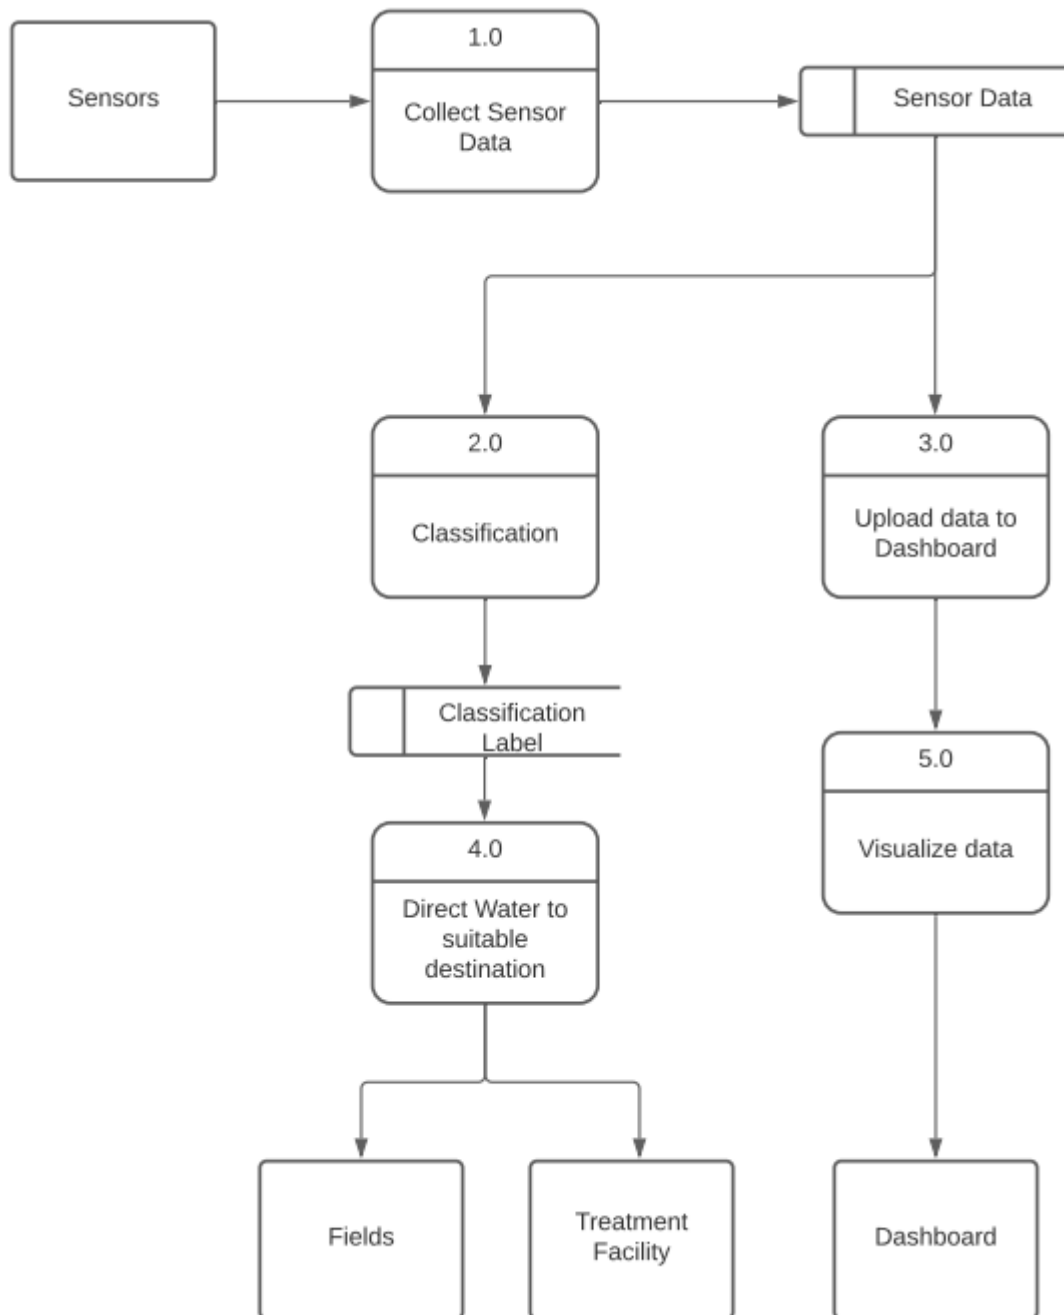 Sensors
1.0
Collect Sensor
Data
Sensor Data
2.0
Classification
3.0
Upload data to
Dashboard
Classification
Label
5.0
Visualize data
4.0
Direct Water to
suitable
destination
Fields
Treatment
Facility
Dashboard